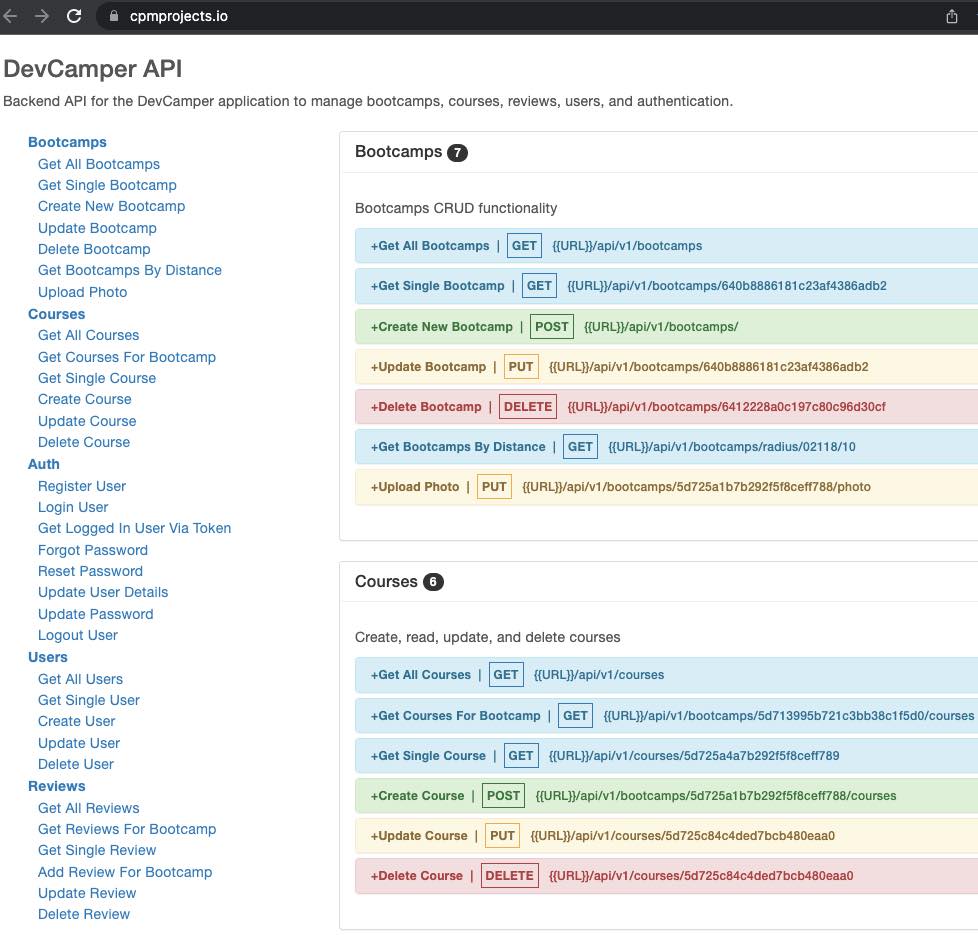 cpmprojects.io
DevCamper API
Backend API for the DevCamper application to manage bootcamps, courses, reviews, users, and authentication.
Bootcamps
Get All Bootcamps
Get Single Bootcamp
Create New Bootcamp
Update Bootcamp
Delete Bootcamp
Get Bootcamps By Distance
Upload Photo
Courses
Get All Courses
Get Courses For Bootcamp
Get Single Course
Create Course
Update Course
Delete Course
Auth
Register User
Login User
Get Logged In User Via Token
Forgot Password
Reset Password
Update User Details
Update Password
Logout User
Users
Get All Users
Get Single User
Create User
Update User
Delete User
Reviews
Get All Reviews
Get Reviews For Bootcamp
Get Single Review
Add Review For Bootcamp
Update Review
Delete Review
Bootcamps 7
Bootcamps CRUD functionality
+Get All Bootcamps | GET {{URL}}/api/v1/bootcamps
+Get Single Bootcamp | GET {{URL}}/api/v1/bootcamps/640b8886181c23af4386adb2
+Create New Bootcamp | POST {{URL}}/api/v1/bootcamps/
+Update Bootcamp | PUT {{URL}}/api/v1/bootcamps/640b8886181c23af4386adb2
+Delete Bootcamp | DELETE {{URL}}/api/v1/bootcamps/6412228a0c197c80c96d30cf
+Get Bootcamps By Distance | GET {{URL}}/api/v1/bootcamps/radius/02118/10
+Upload Photo | PUT {{URL}}/api/v1/bootcamps/5d725a1b7b292f5f8ceff788/photo
Courses 6
Create, read, update, and delete courses
+Get All Courses | GET {{URL}}/api/v1/courses
+Get Courses For Bootcamp | GET {{URL}}/api/v1/bootcamps/5d713995b721c3bb38c1f5d0/courses
+Get Single Course | GET {{URL}}/api/v1/courses/5d725a4a7b292f5f8ceff789
+Create Course | POST {{URL}}/api/v1/bootcamps/5d725a1b7b292f5f8ceff788/courses
+Update Course | PUT {{URL}}/api/v1/courses/5d725c84c4ded7bcb480eaa0
+Delete Course | DELETE {{URL}}/api/v1/courses/5d725c84c4ded7bcb480eaa0